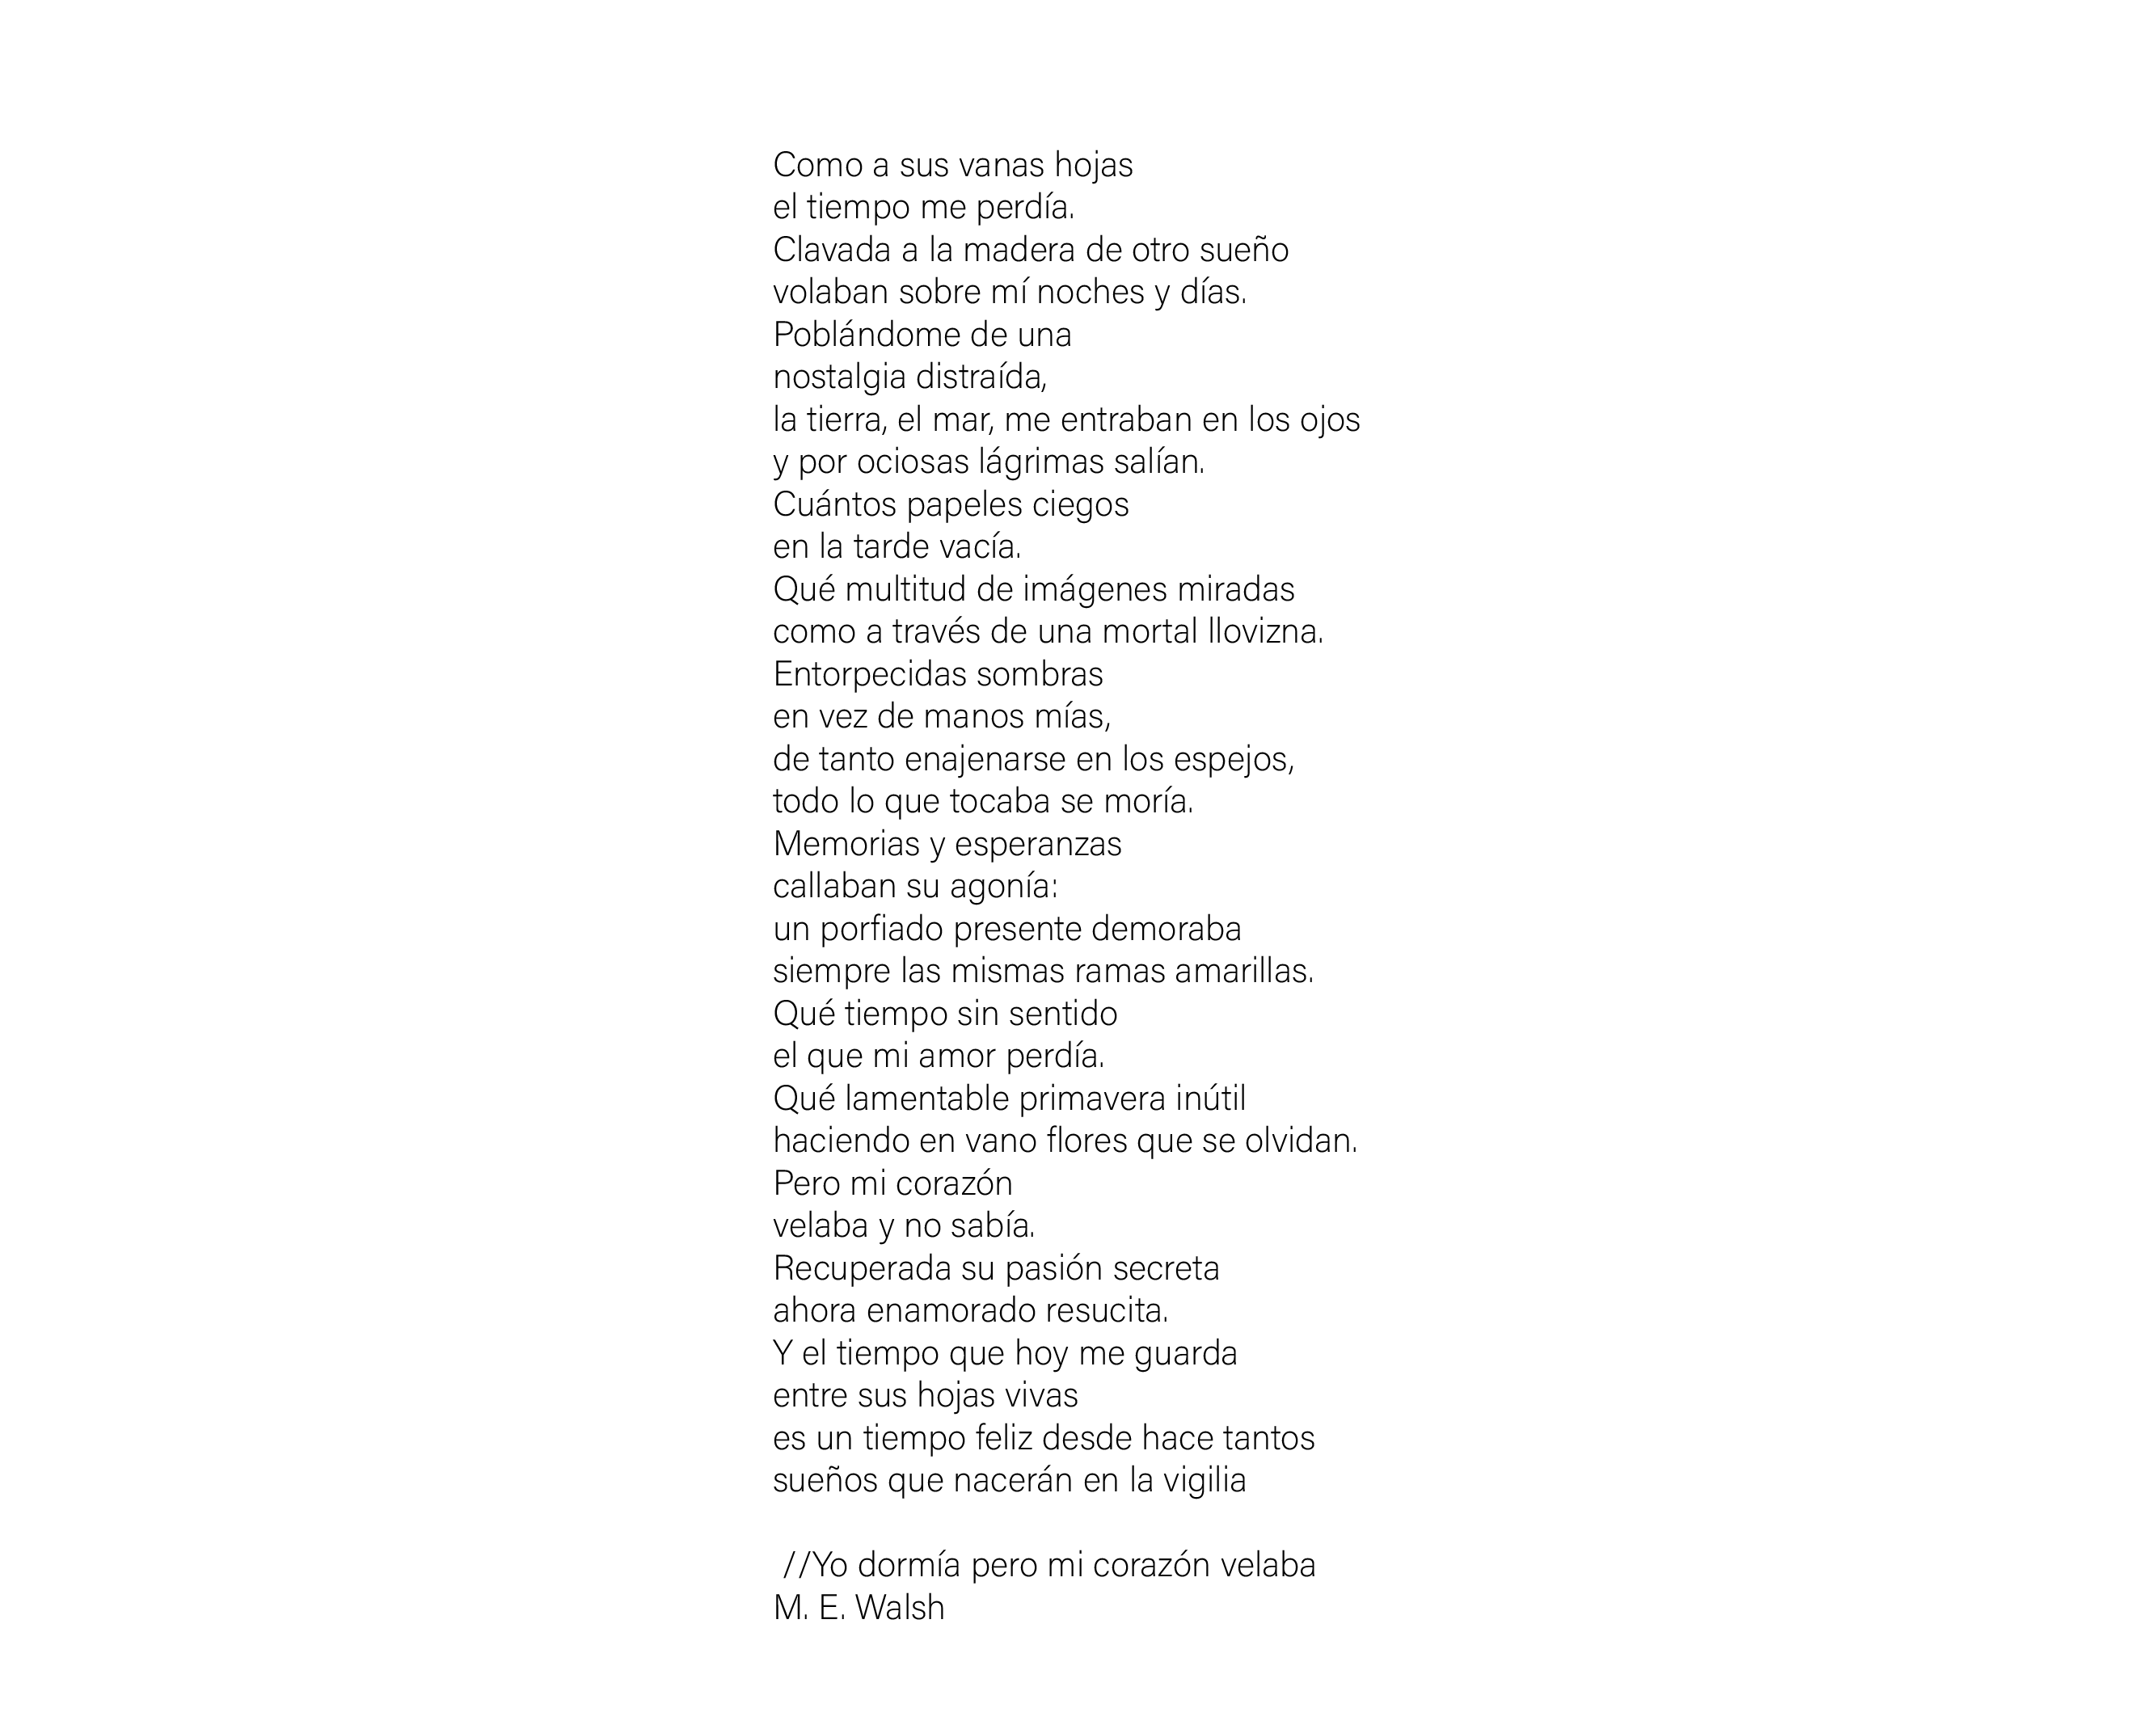 Como a sus vanas hojas
el tiempo me perdía.
Clavada a la madera de otro sueño
volaban sobre mí noches y días.
Poblándome de una
nostalgia distraída,
la tierra, el mar, me entraban en los ojos
y por ociosas lágrimas salían.
Cuántos papeles ciegos
en la tarde vacía.
Qué multitud de imágenes miradas
como a través de una mortal llovizna.
Entorpecidas sombras
en vez de manos mías,
de tanto enajenarse en los espejos,
todo lo que tocaba se moría.
Memorias y esperanzas
callaban su agonía:
un porfiado presente demoraba
siempre las mismas ramas amarillas.
Qué tiempo sin sentido
el que mi amor perdía.
Qué lamentable primavera inútil
haciendo en vano flores que se olvidan.
Pero mi corazón
velaba y no sabía.
Recuperada su pasión secreta
ahora enamorado resucita.
Y el tiempo que hoy me guarda
entre sus hojas vivas
es un tiempo feliz desde hace tantos
sueños que nacerán en la vigilia
//Yo dormía pero mi corazón velaba
M. E. Walsh